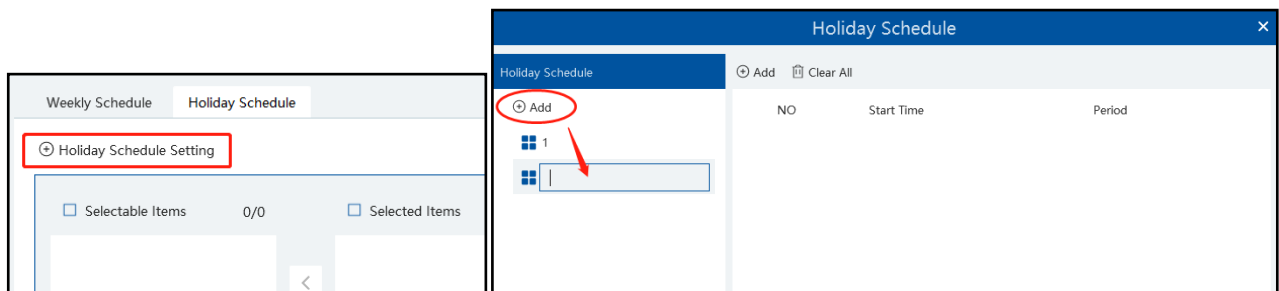 Weekly Schedule Holiday Schedule
Holiday Schedule Setting
Selectable Items 0/0 Selected Items
Holiday Schedule
Holiday Schedule
Add Clear All
Add
NO Start Time Period
1